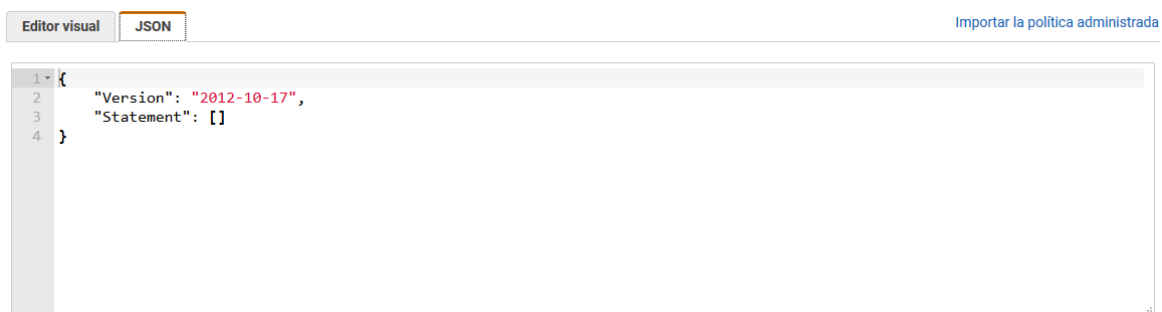 Editor visual
JSON
Importar la política administrada
1 {
2 "Version": "2012-10-17",
3 "Statement": []
4 }